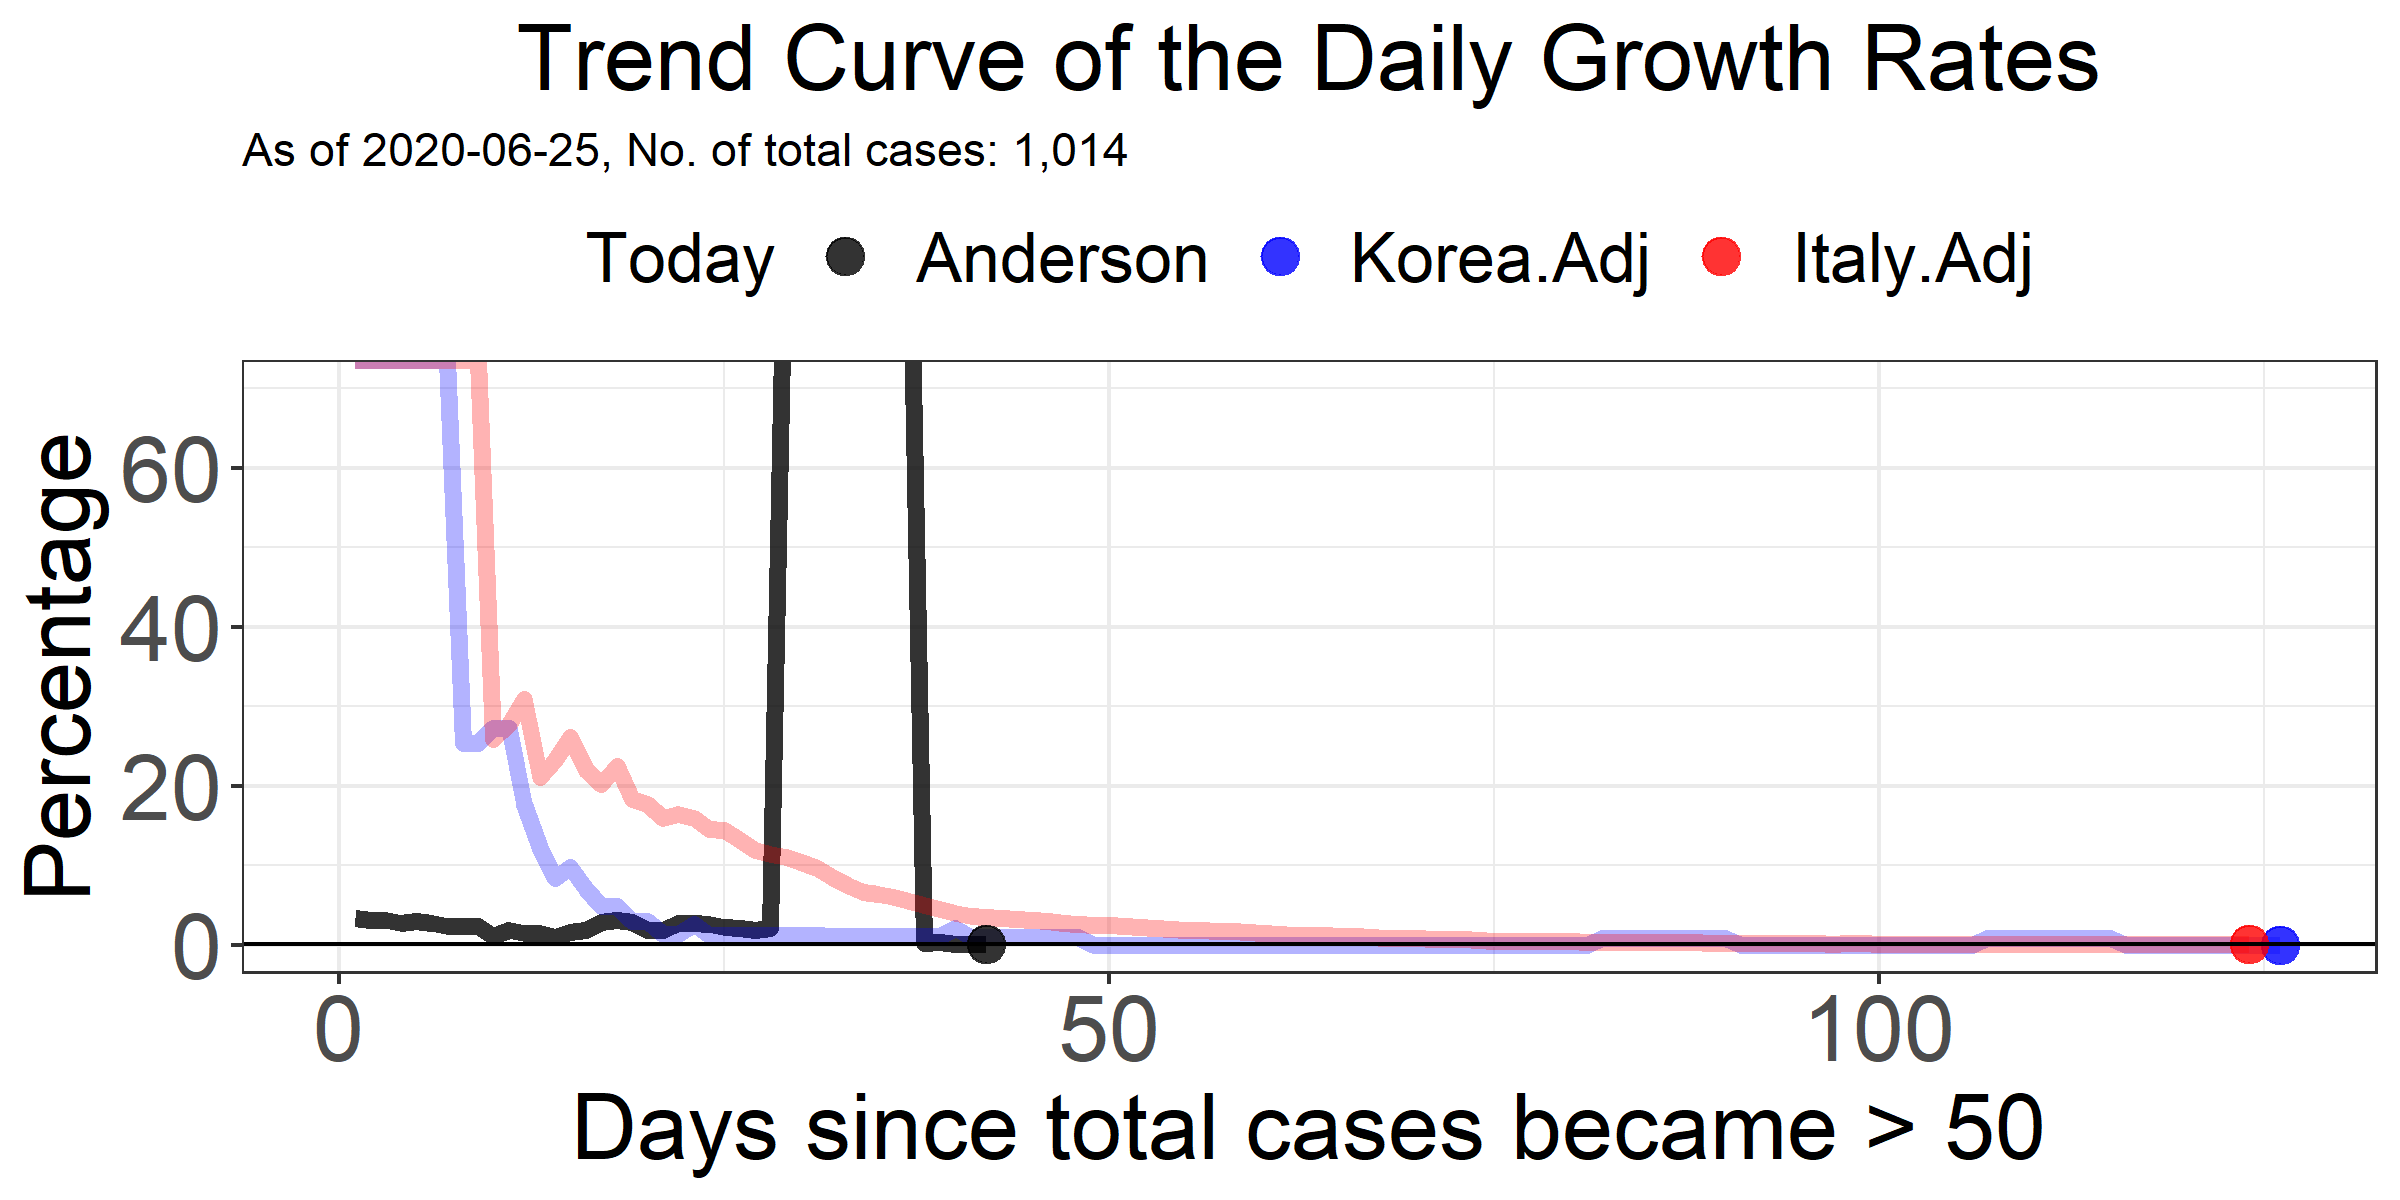 Trend Curve of the Daily Growth Rates
As of 2020-06-25, No. of total cases: 1,014
Today Anderson Korea.Adj Italy.Adj
Percentage
60
40
20
0
0 50 100
Days since total cases became > 50